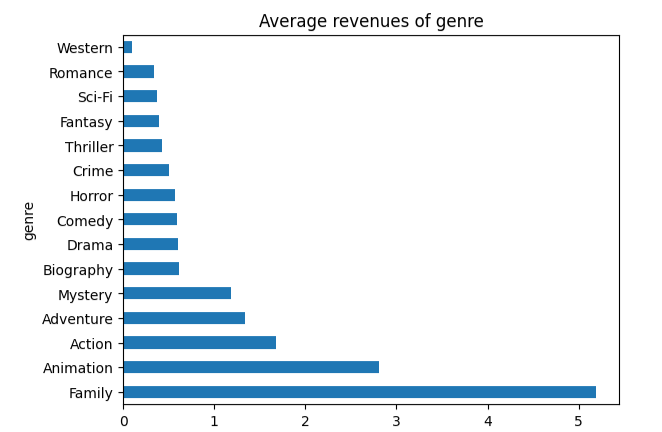 Average revenues of genre
Western
Romance
Sci-Fi
Fantasy
Thriller
Crime
Horror
Comedy
Drama
Biography
Mystery
Adventure
Action
Animation
Family
genre
0 1 2 3 4 5